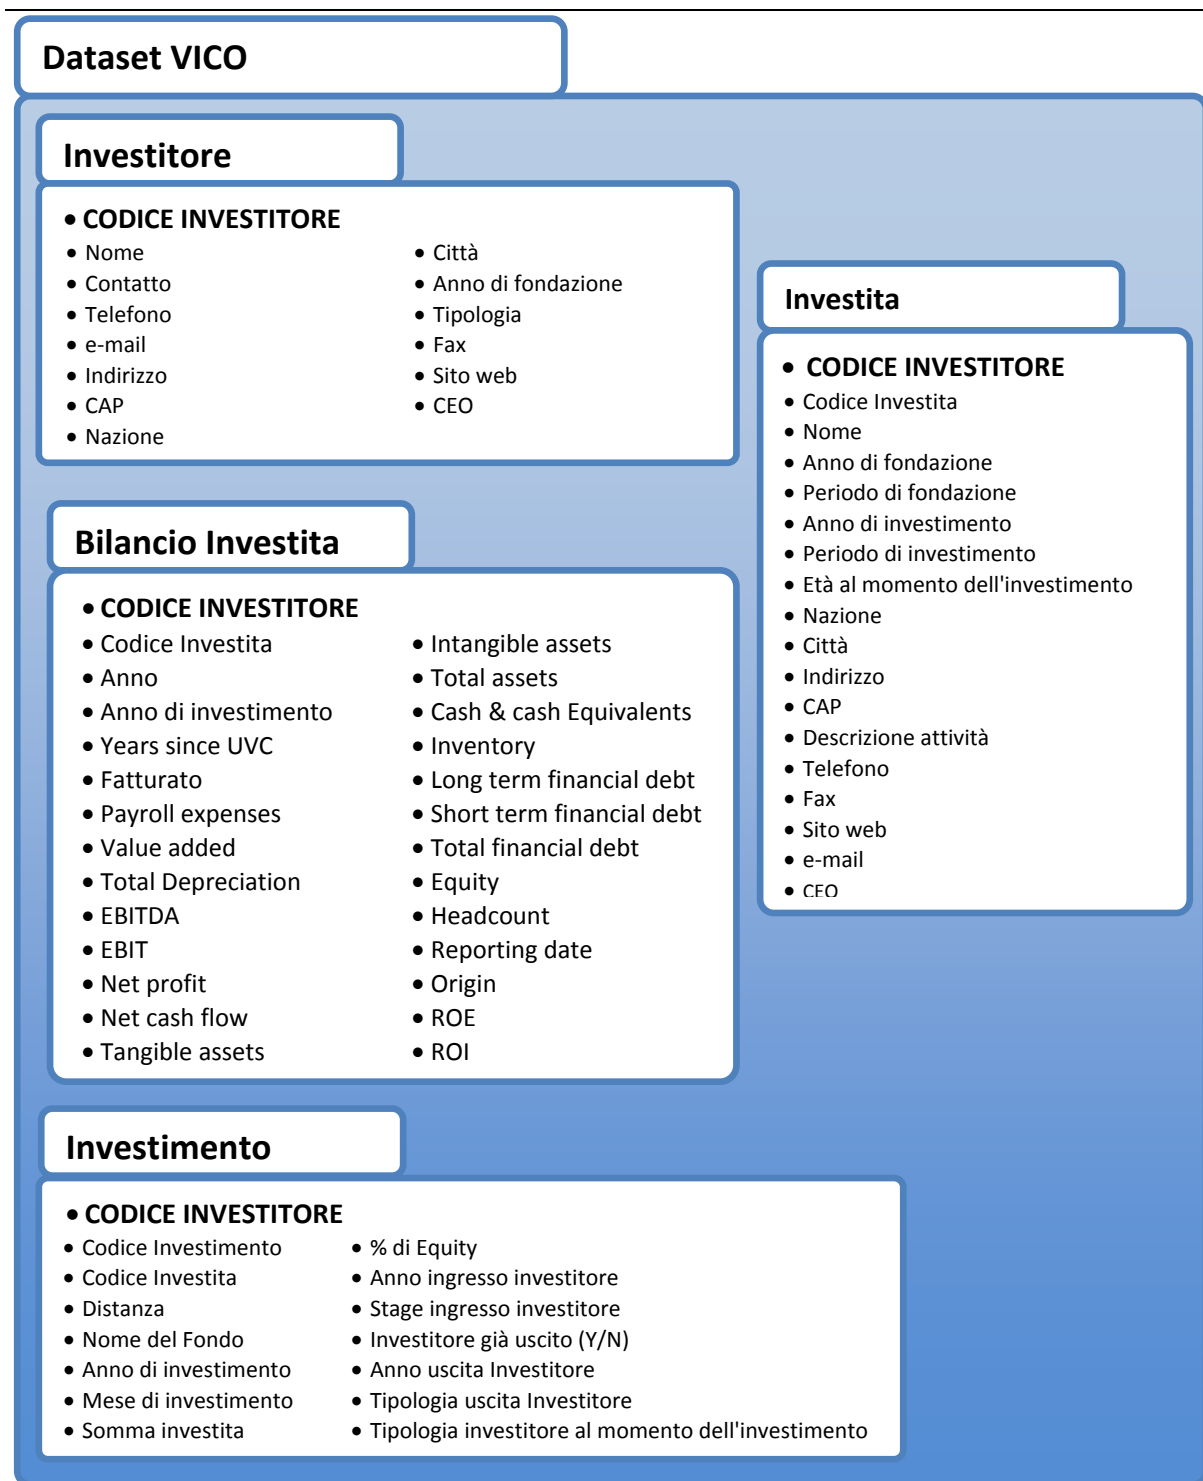 Dataset VICO
Investitore
• CODICE INVESTITORE
• Nome
• Contatto
• Telefono
• e-mail
• Indirizzo
• CAP
• Nazione
• Città
• Anno di fondazione
• Tipologia
• Fax
• Sito web
• CEO
Investita
• CODICE INVESTITORE
• Codice Investita
• Nome
• Anno di fondazione
• Periodo di fondazione
• Anno di investimento
• Periodo di investimento
• Età al momento dell'investimento
• Nazione
• Città
• Indirizzo
• CAP
• Descrizione attività
• Telefono
• Fax
• Sito web
• e-mail
• CEO
Bilancio Investita
• CODICE INVESTITORE
• Codice Investita
• Anno
• Anno di investimento
• Years since UVC
• Fatturato
• Payroll expenses
• Value added
• Total Depreciation
• EBITDA
• EBIT
• Net profit
• Net cash flow
• Tangible assets
• Intangible assets
• Total assets
• Cash & cash Equivalents
• Inventory
• Long term financial debt
• Short term financial debt
• Total financial debt
• Equity
• Headcount
• Reporting date
• Origin
• ROE
• ROI
Investimento
• CODICE INVESTITORE
• Codice Investimento
• Codice Investita
• Distanza
• Nome del Fondo
• Anno di investimento
• Mese di investimento
• Somma investita
• % di Equity
• Anno ingresso investitore
• Stage ingresso investitore
• Investitore già uscito (Y/N)
• Anno uscita Investitore
• Tipologia uscita Investitore
• Tipologia investitore al momento dell'investimento